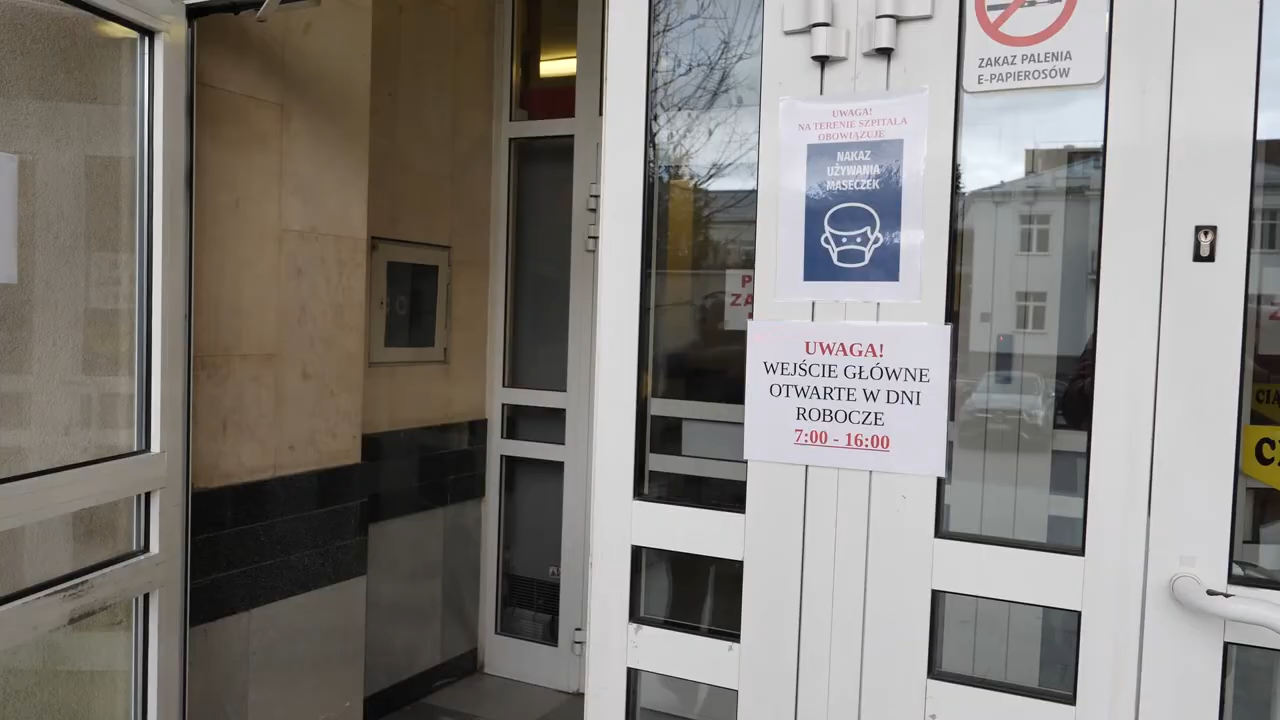 ZAKAZ PALENIA
E-PAPIEROSÓW
UWAGA!
NA TERENIE SZPITALA
OBOWIĄZUJE
NAKAZ
UŻYWANIA
MASECZEK
UWAGA!
WEJŚCIE GŁÓWNE
OTWARTE W DNI
ROBOCZE
7:00 - 16:00